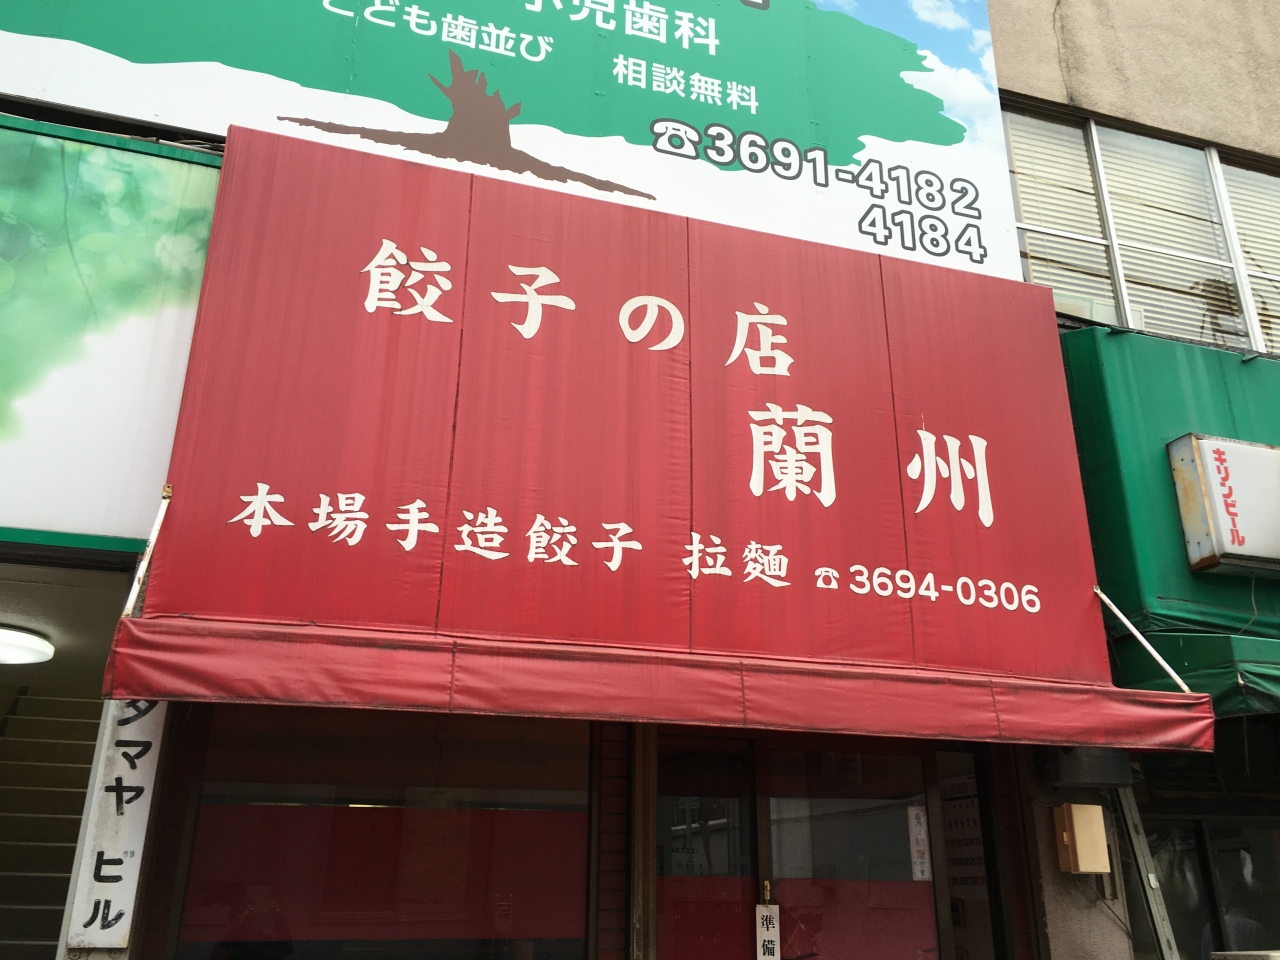 小児歯科
こども歯並び 相談無料
☎3691-4182
4184
餃子の店
蘭州
本場手造餃子 拉麵 ☎3694-0306
キリンビール
タマヤ ビル
準備